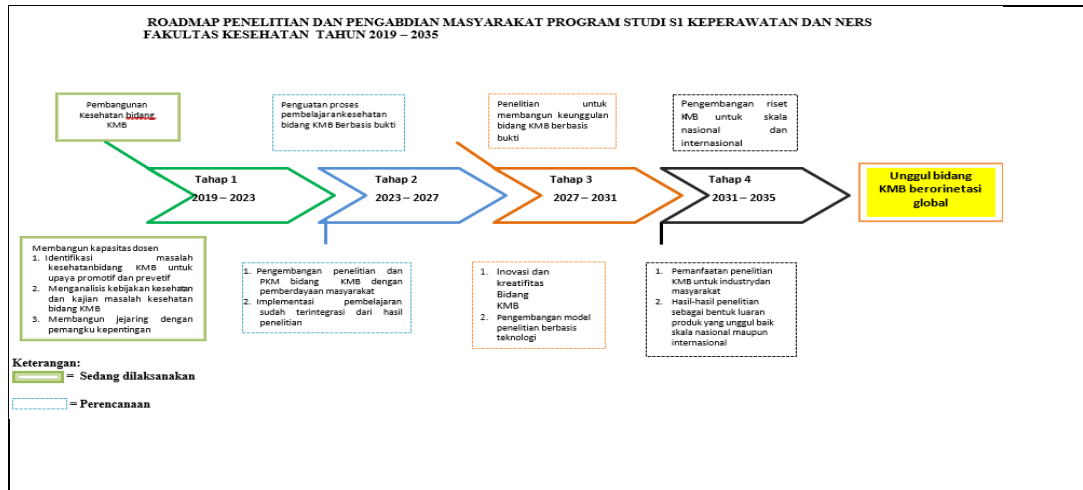 ROADMAP PENELITIAN DAN PENGABDIAN MASYARAKAT PROGRAM STUDI S1 KEPERAWATAN DAN NERS
FAKULTAS KESEHATAN TAHUN 2019 – 2035
Pembangunan
Kesehatan bidang
KMB
Penguatan proses
pembelajarankesehatan
bidang KMB Berbasis bukti
Penelitian untuk
membangun keunggulan
bidang KMB berbasis
bukti
Pengembangan riset
KMB untuk skala
nasional dan
internasional
Tahap 1
2019 – 2023
Tahap 2
2023 – 2027
Tahap 3
2027 – 2031
Tahap 4
2031 – 2035
Unggul bidang
KMB berorinetasi
global
Membangun kapasitas dosen
1. Identifikasi masalah
kesehatanbidang KMB untuk
upaya promotif dan prevetif
2. Menganalisis kebijakan kesehatan
dan kajian masalah kesehatan
bidang KMB
3. Membangun jejaring dengan
pemangku kepentingan
1. Pengembangan penelitian dan
PKM bidang KMB dengan
pemberdayaan masyarakat
2. Implementasi pembelajaran
sudah terintegrasi dari hasil
penelitian
1. Inovasi dan
kreatifitas
Bidang
KMB
2. Pengembangan model
penelitian berbasis
teknologi
1. Pemanfaatan penelitian
KMB untuk industrydan
masyarakat
2. Hasil-hasil penelitian
sebagai bentuk luaran
produk yang unggul baik
skala nasional maupun
internasional
Keterangan:
= Sedang dilaksanakan
= Perencanaan